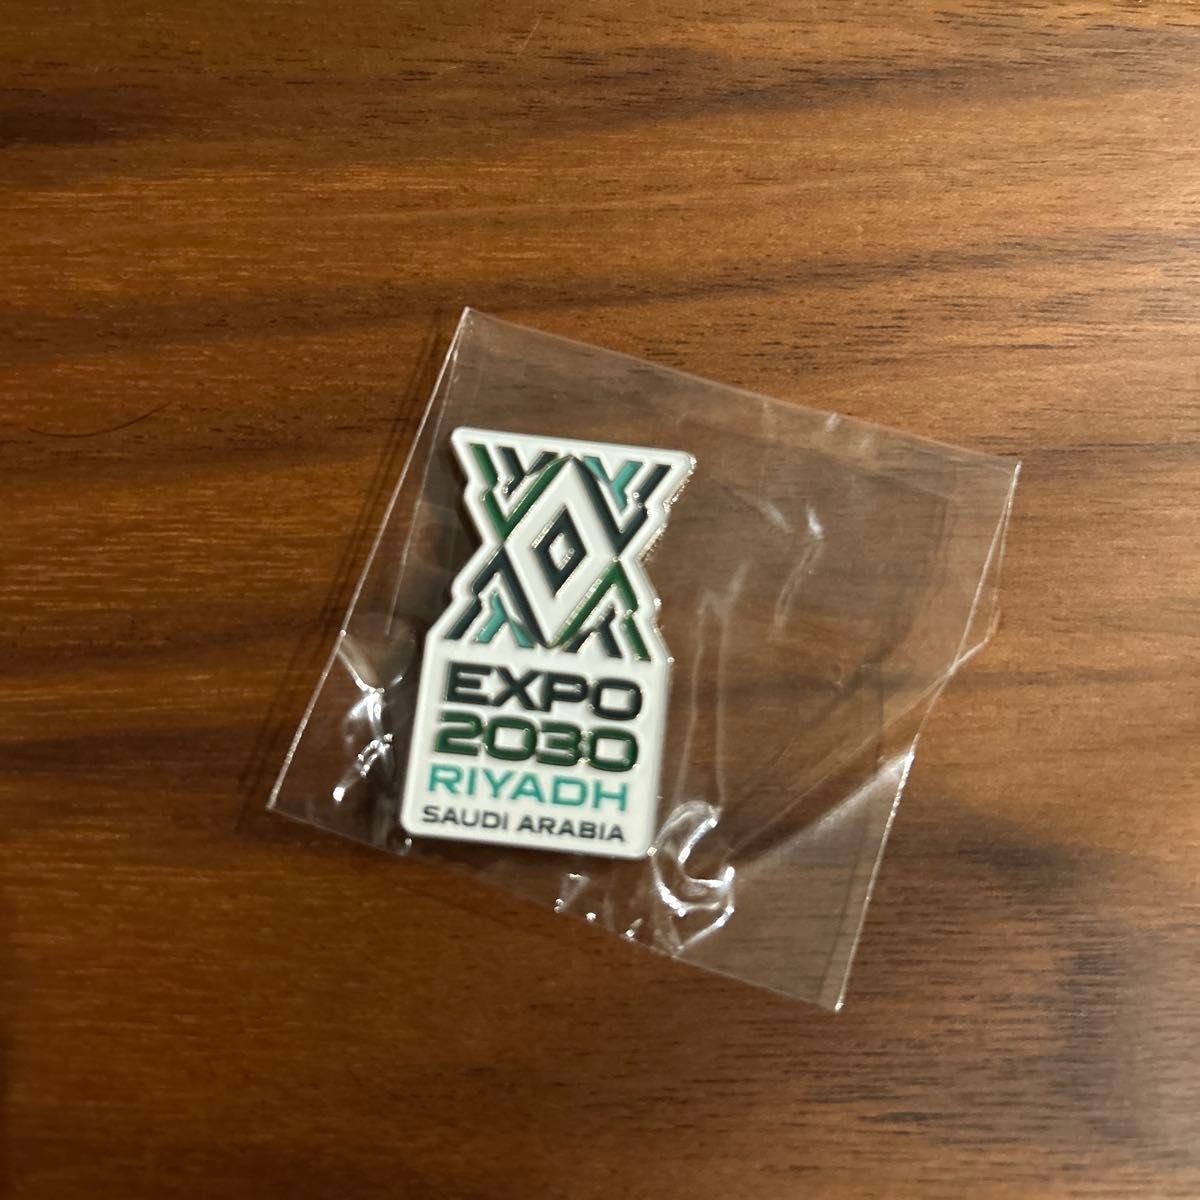 EXPO
2030
RIYADH
SAUDI ARABIA